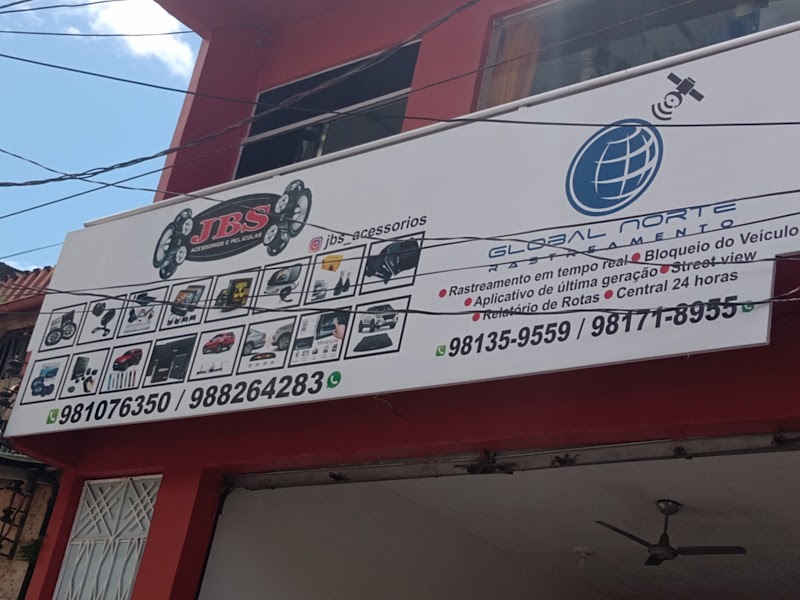 JBS
ACESSORIOS E PELÍCULAS
jbs_acessorios
981076350 / 988264283
GLOBAL NORTE
RASTREAMENTO
• Rastreamento em tempo real • Bloqueio do Veículo
• Aplicativo de última geração • Street view
• Relatório de Rotas • Central 24 horas
98135-9559 / 98171-8955